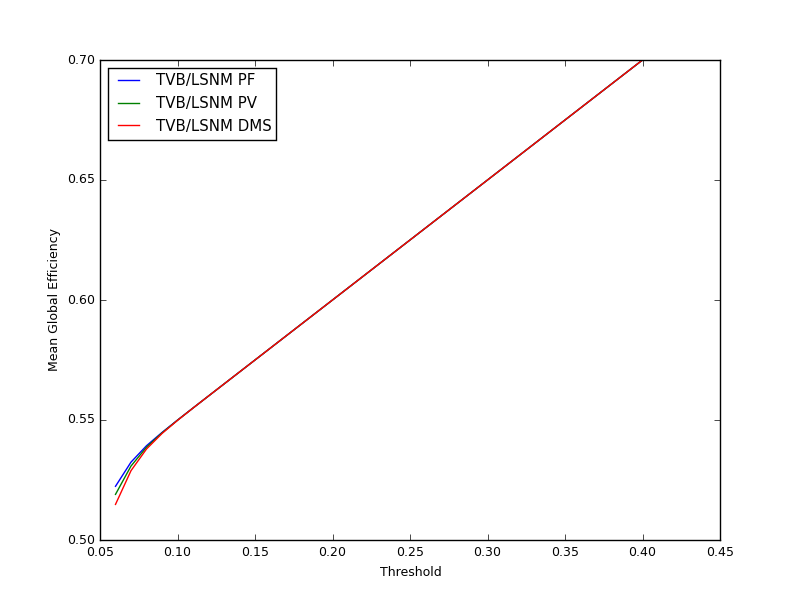 0.70
TVB/LSNM PF
TVB/LSNM PV
TVB/LSNM DMS
0.65
0.60
Mean Global Efficiency
0.55
0.50
0.05 0.10 0.15 0.20 0.25 0.30 0.35 0.40 0.45
Threshold